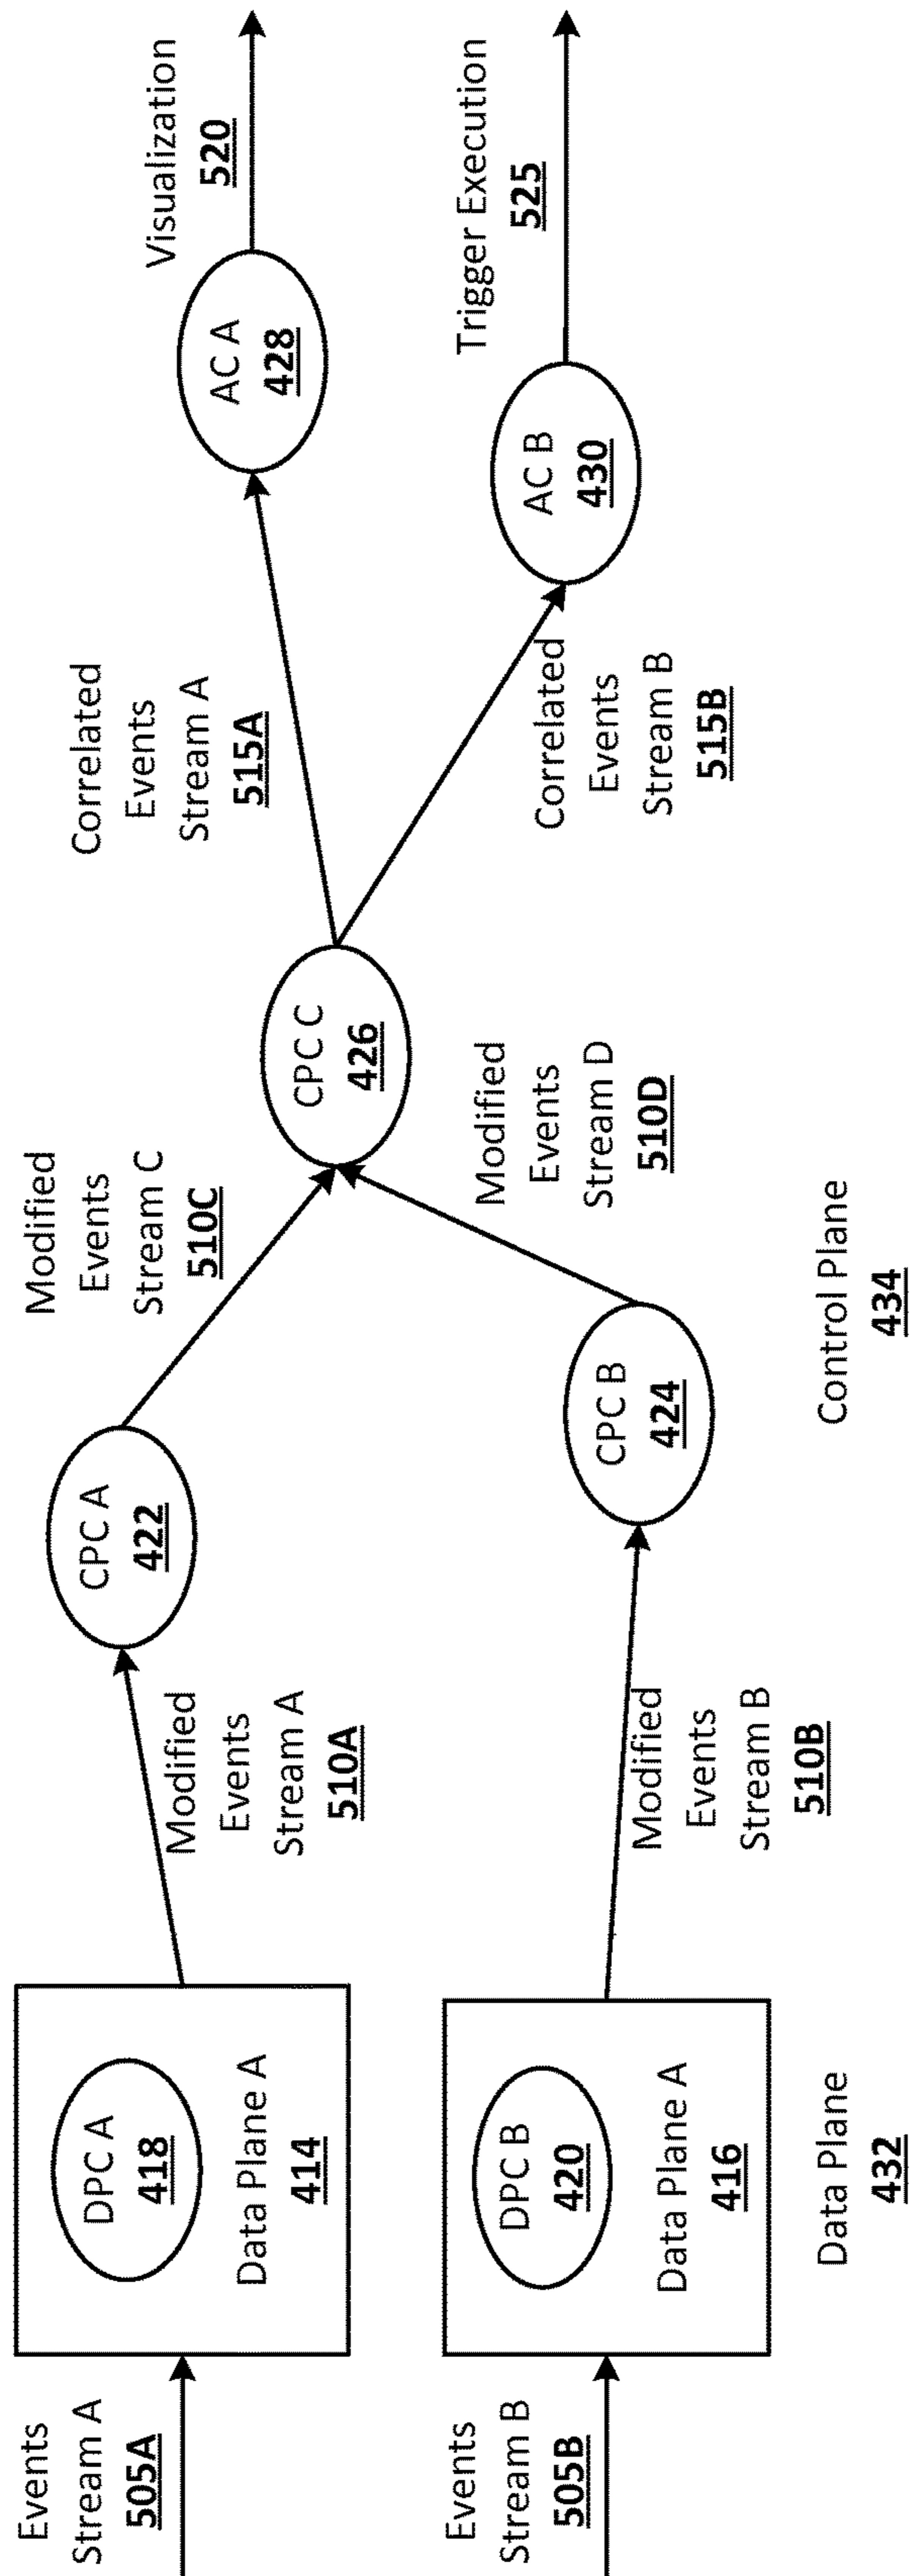 Events
Stream A
505A
DPC A
418
Data Plane A
414
Modified
Events
Stream A
510A
CPC A
422
Modified
Events
Stream C
510C
CPC C
426
Correlated
Events
Stream A
515A
AC A
428
Visualization
520
Events
Stream B
505B
DPC B
420
Data Plane A
416
Modified
Events
Stream B
510B
CPC B
424
Modified
Events
Stream D
510D
Correlated
Events
Stream B
515B
AC B
430
Trigger Execution
525
Data Plane
432
Control Plane
434